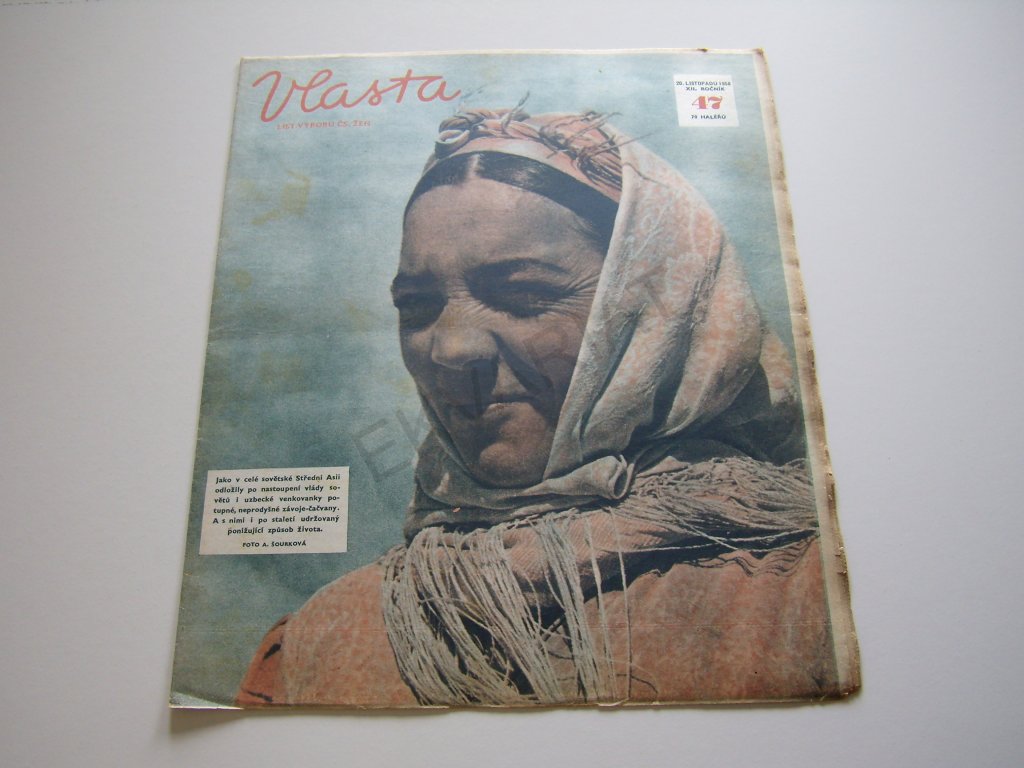 Vlasta
LIST VÝBORU ČS. ŽEN
20. LISTOPADU 1958
XII. ROČNÍK
47
70 HALÉŘŮ
Jako v celé sovětské Střední Asii
odložily po nastoupení vlády so-
větů i uzbecké venkovanky po-
tupné, neprodyšné závoje-čačvany.
A s nimi i po staletí udržovaný
ponižující způsob života.
FOTO A. ŠOURKOVÁ